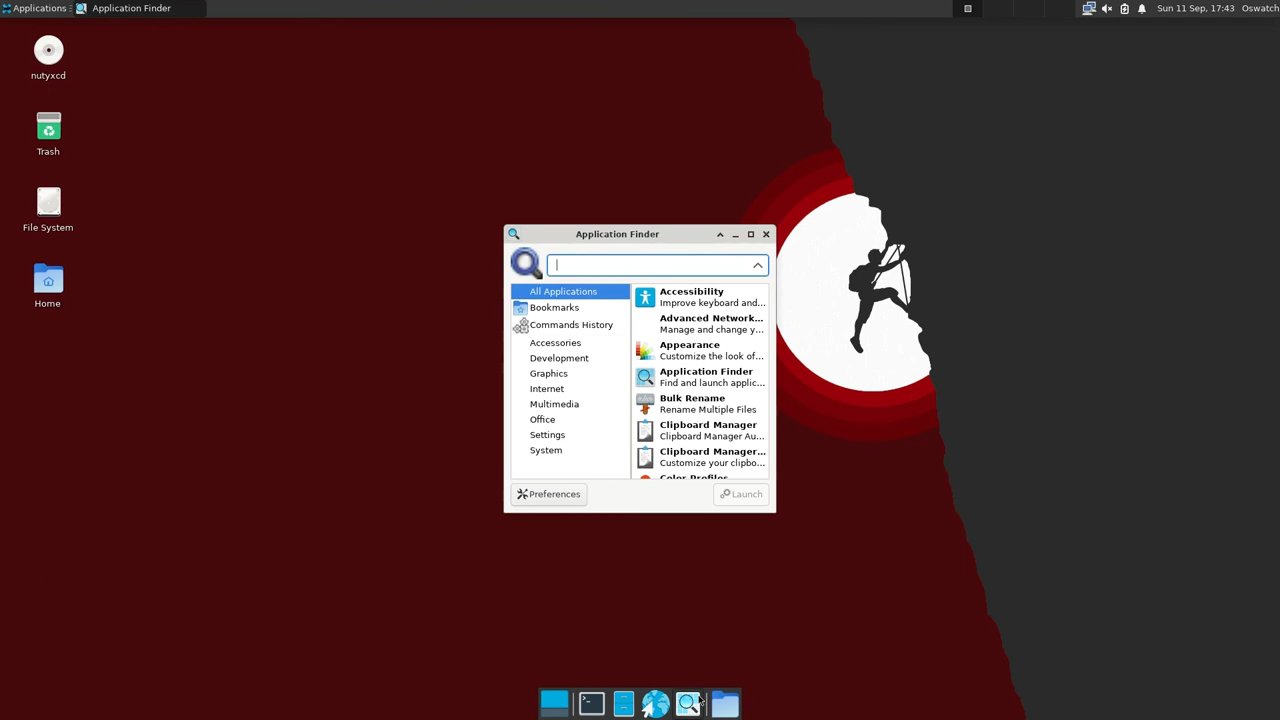 Applications
Application Finder
Sun 11 Sep, 17:43
Oswatch
nutyxcd
Trash
File System
Home
Application Finder
All Applications
Bookmarks
Commands History
Accessories
Development
Graphics
Internet
Multimedia
Office
Settings
System
Accessibility
Improve keyboard and...
Advanced Network...
Manage and change y...
Appearance
Customize the look of...
Application Finder
Find and launch applic...
Bulk Rename
Rename Multiple Files
Clipboard Manager
Clipboard Manager Au...
Clipboard Manager...
Customize your clipbo...
Color Profiles
Preferences
Launch